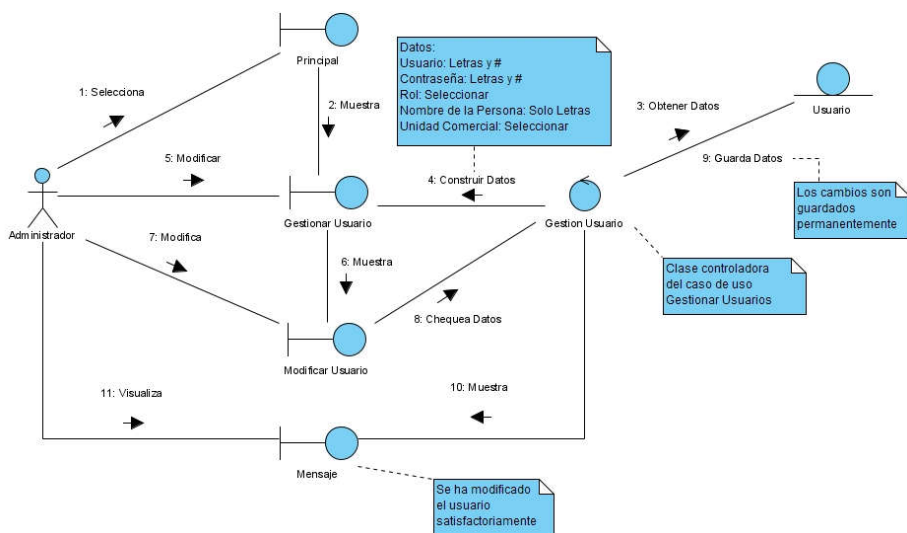 Principal
Datos:
Usuario: Letras y #
Contraseña: Letras y #
Rol: Seleccionar
Nombre de la Persona: Solo Letras
Unidad Comercial: Seleccionar
1: Selecciona
2: Muestra
3: Obtener Datos
Usuario
5: Modificar
4: Construir Datos
9: Guarda Datos
Los cambios son
guardados
permanentemente
Administrador
Gestionar Usuario
Gestion Usuario
7: Modifica
6: Muestra
Clase controladora
del caso de uso
Gestionar Usuarios
8: Chequea Datos
Modificar Usuario
11: Visualiza
10: Muestra
Mensaje
Se ha modificado
el usuario
satisfactoriamente